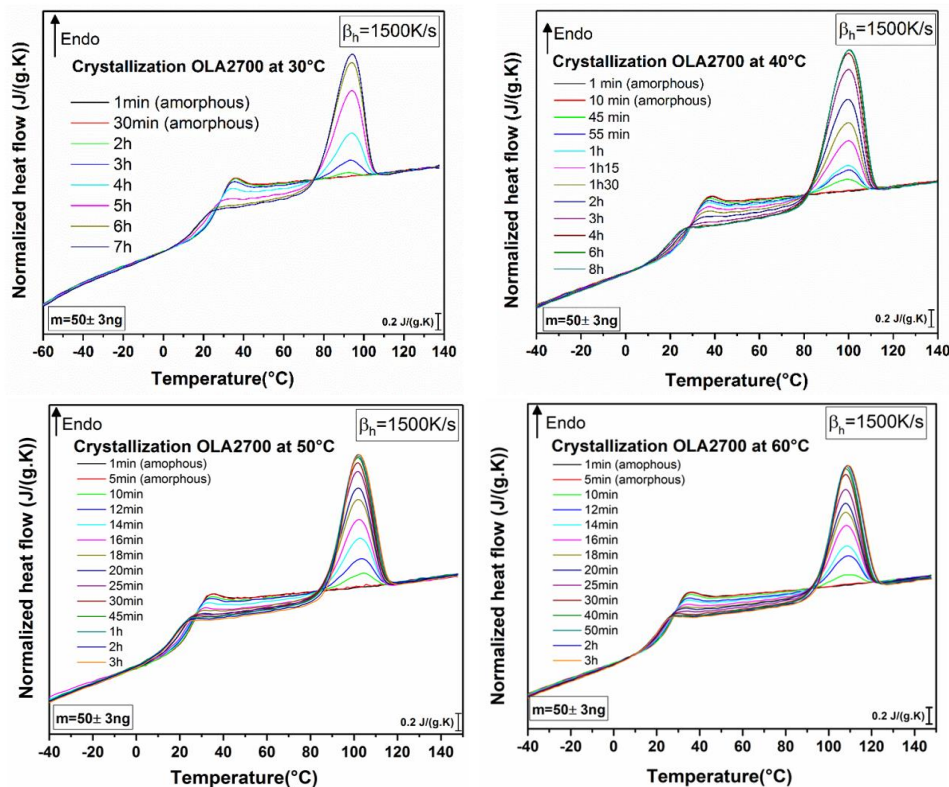 Endo
βh=1500K/s
Crystallization OLA2700 at 30°C
1min (amorphous)
30min (amorphous)
2h
3h
4h
5h
6h
7h
m=50± 3ng
0.2 J/(g.K)
-60 -40 -20 0 20 40 60 80 100 120 140
Temperature(°C)
Normalized heat flow (J/(g.K))
Endo
βh=1500K/s
Crystallization OLA2700 at 40°C
1 min (amorphous)
10 min (amorphous)
45 min
55 min
1h
1h15
1h30
2h
3h
4h
6h
8h
m=50± 3ng
0.2 J/(g.K)
-40 -20 0 20 40 60 80 100 120 140
Temperature(°C)
Normalized heat flow (J/(g.K))
Endo
βh=1500K/s
Crystallization OLA2700 at 50°C
1min (amophous)
5min (amorphous)
10min
12min
14min
16min
18min
20min
25min
30min
45min
1h
2h
3h
m=50± 3ng
0.2 J/(g.K)
-40 -20 0 20 40 60 80 100 120 140
Temperature(°C)
Normalized heat flow (J/(g.K))
Endo
βh=1500K/s
Crystallization OLA2700 at 60°C
1min (amophous)
5min (amorphous)
10min
12min
14min
16min
18min
20min
25min
30min
40min
50min
2h
3h
m=50± 3ng
0.2 J/(g.K)
-40 -20 0 20 40 60 80 100 120 140
Temperature(°C)
Normalized heat flow (J/(g.K))